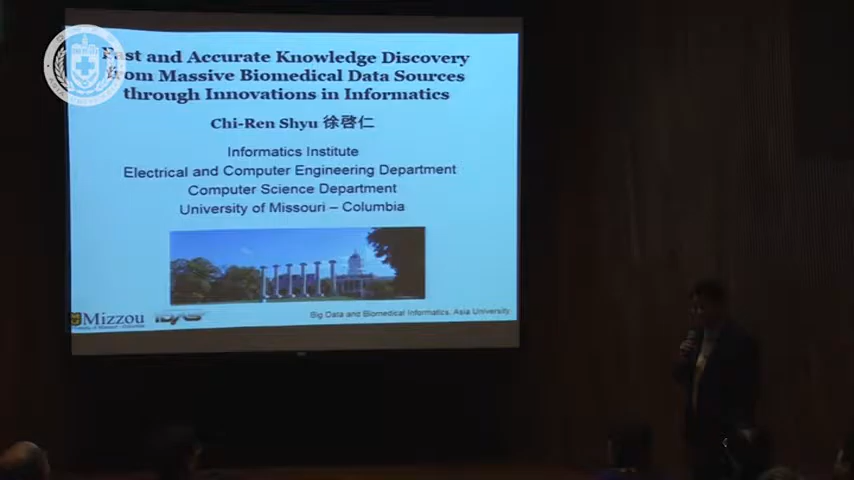 Fast and Accurate Knowledge Discovery
from Massive Biomedical Data Sources
through Innovations in Informatics
Chi-Ren Shyu 徐啓仁
Informatics Institute
Electrical and Computer Engineering Department
Computer Science Department
University of Missouri – Columbia
Mizzou
Big Data and Biomedical Informatics, Asia University